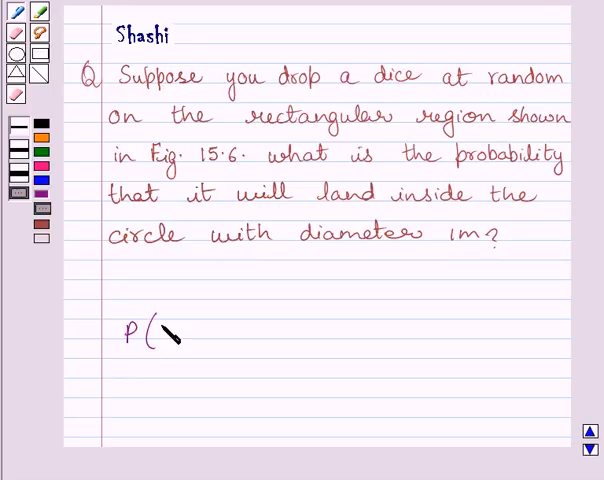 Shashi
Q Suppose you drop a dice at random
on the rectangular region shown
in Fig. 15.6. what is the probability
that it will land inside the
circle with diameter 1m?
P(